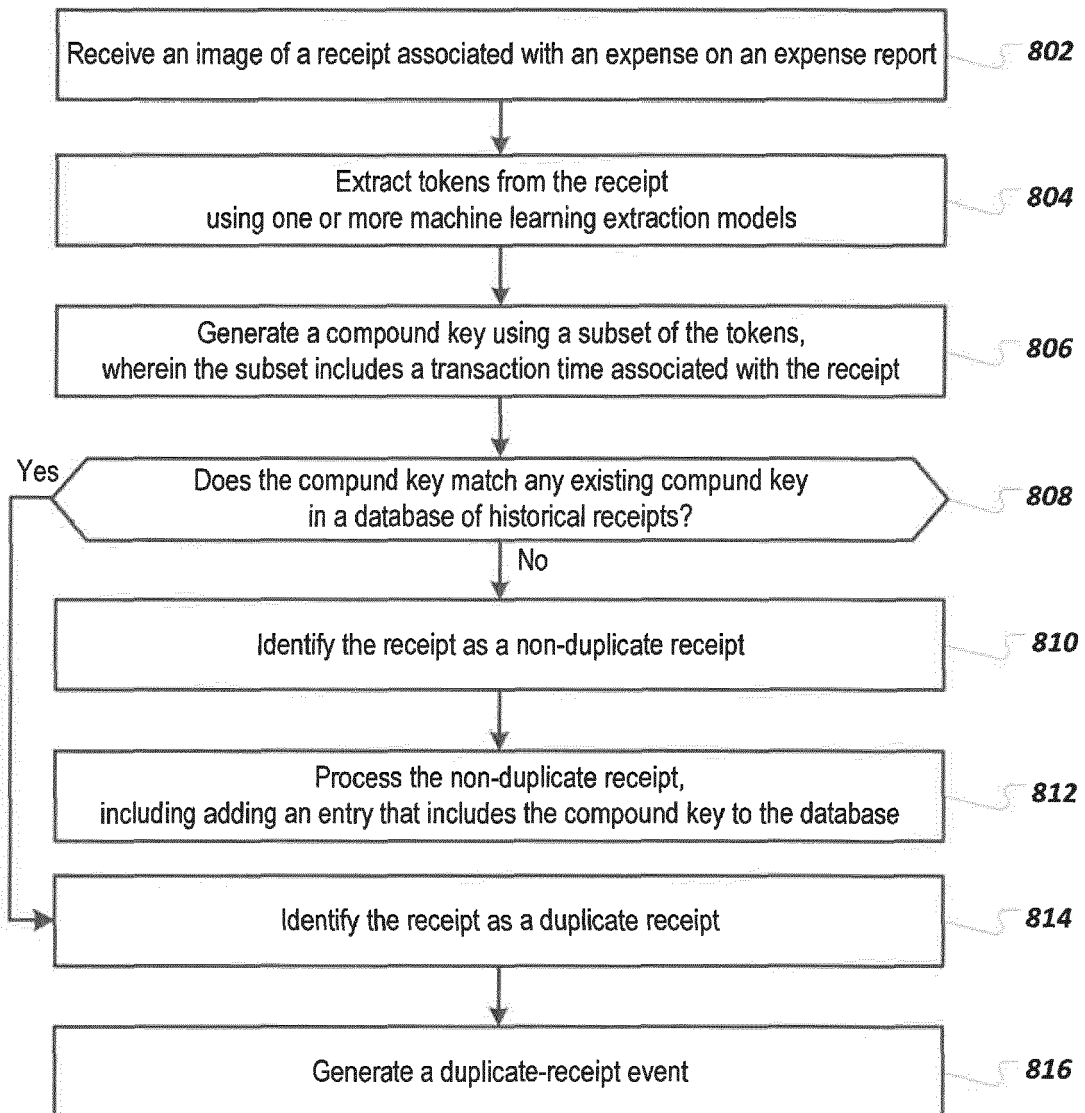 Receive an image of a receipt associated with an expense on an expense report
802
Extract tokens from the receipt
using one or more machine learning extraction models
804
Generate a compound key using a subset of the tokens,
wherein the subset includes a transaction time associated with the receipt
806
Yes
Does the compund key match any existing compund key
in a database of historical receipts?
808
No
Identify the receipt as a non-duplicate receipt
810
Process the non-duplicate receipt,
including adding an entry that includes the compound key to the database
812
Identify the receipt as a duplicate receipt
814
Generate a duplicate-receipt event
816